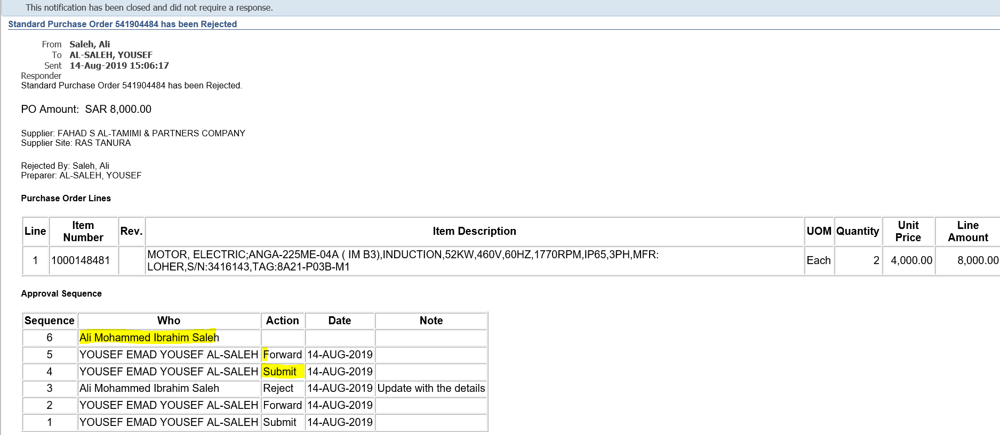 This notification has been closed and did not require a response.
Standard Purchase Order 541904484 has been Rejected
From Saleh, Ali
To AL-SALEH, YOUSEF
Sent 14-Aug-2019 15:06:17
Responder
Standard Purchase Order 541904484 has been Rejected.
PO Amount: SAR 8,000.00
Supplier: FAHAD S AL-TAMIMI & PARTNERS COMPANY
Supplier Site: RAS TANURA
Rejected By: Saleh, Ali
Preparer: AL-SALEH, YOUSEF
Purchase Order Lines
Line Item Number Rev. Item Description UOM Quantity Unit Price Line Amount
1 1000148481 MOTOR, ELECTRIC;ANGA-225ME-04A ( IM B3),INDUCTION,52KW,460V,60HZ,1770RPM,IP65,3PH,MFR:
LOHER,S/N:3416143,TAG:8A21-P03B-M1 Each 2 4,000.00 8,000.00
Approval Sequence
Sequence Who Action Date Note
6 Ali Mohammed Ibrahim Saleh
5 YOUSEF EMAD YOUSEF AL-SALEH Forward 14-AUG-2019
4 YOUSEF EMAD YOUSEF AL-SALEH Submit 14-AUG-2019
3 Ali Mohammed Ibrahim Saleh Reject 14-AUG-2019 Update with the details
2 YOUSEF EMAD YOUSEF AL-SALEH Forward 14-AUG-2019
1 YOUSEF EMAD YOUSEF AL-SALEH Submit 14-AUG-2019